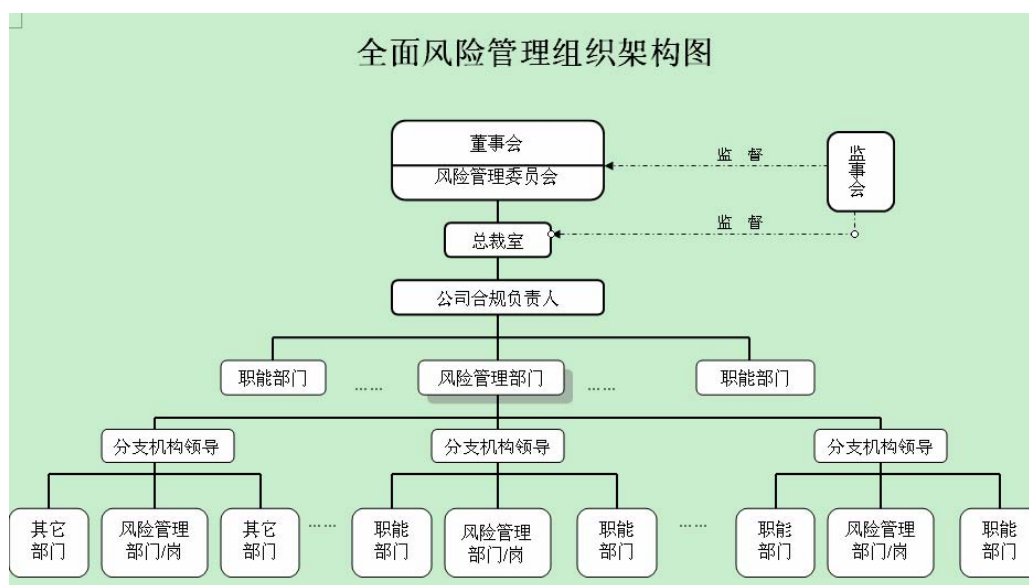 全面风险管理组织架构图
董事会
风险管理委员会
监 督
监事会
总裁室
监 督
公司合规负责人
职能部门
……
风险管理部门
……
职能部门
分支机构领导
分支机构领导
分支机构领导
其它
部门
风险管理
部门/岗
其它
部门
……
职能
部门
风险管理
部门/岗
职能
部门
……
职能
部门
风险管理
部门/岗
职能
部门